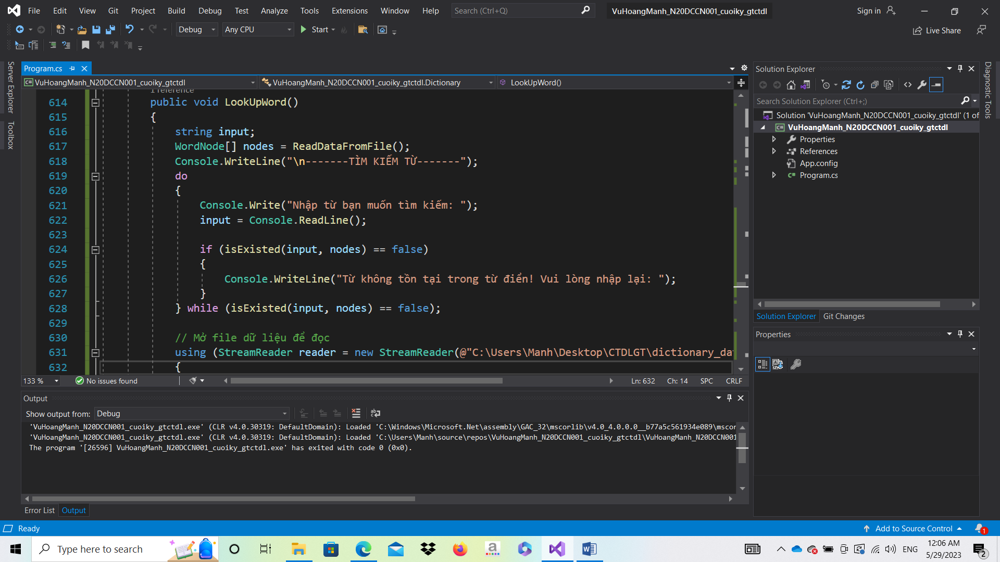 File Edit View Git Project Build Debug Test Analyze Tools Extensions Window Help Search (Ctrl+Q) VuHoangManh_N20DCCN001_cuoiky_gtctdl Sign in
Debug Any CPU Start Live Share
Server Explorer
Toolbox
Program.cs
VuHoangManh_N20DCCN001_cuoiky_gtctdl VuHoangManh_N20DCCN001_cuoiky_gtctdl.Dictionary LookUpWord()
1 reference
614 public void LookUpWord()
615 {
616 string input;
617 WordNode[] nodes = ReadDataFromFile();
618 Console.WriteLine("\n-------TÌM KIẾM TỪ-------");
619 do
620 {
621 Console.Write("Nhập từ bạn muốn tìm kiếm: ");
622 input = Console.ReadLine();
623
624 if (isExisted(input, nodes) == false)
625 {
626 Console.WriteLine("Từ không tồn tại trong từ điển! Vui lòng nhập lại: ");
627 }
628 } while (isExisted(input, nodes) == false);
629
630 // Mở file dữ liệu để đọc
631 using (StreamReader reader = new StreamReader(@"C:\Users\Manh\Desktop\CTDLGT\dictionary_da
632 {
133 % No issues found Ln: 632 Ch: 14 SPC CRLF
Output
Show output from: Debug
'VuHoangManh_N20DCCN001_cuoiky_gtctdl.exe' (CLR v4.0.30319: DefaultDomain): Loaded 'C:\Windows\Microsoft.Net\assembly\GAC_32\mscorlib\v4.0_4.0.0.0__b77a5c561934e089\mscor
'VuHoangManh_N20DCCN001_cuoiky_gtctdl.exe' (CLR v4.0.30319: DefaultDomain): Loaded 'C:\Users\Manh\source\repos\VuHoangManh_N20DCCN001_cuoiky_gtctdl\VuHoangManh_N20DCCN001
The program '[26596] VuHoangManh_N20DCCN001_cuoiky_gtctdl.exe' has exited with code 0 (0x0).
Error List Output
Solution Explorer
Search Solution Explorer (Ctrl+;)
Solution 'VuHoangManh_N20DCCN001_cuoiky_gtctdl' (1 of
VuHoangManh_N20DCCN001_cuoiky_gtctdl
Properties
References
App.config
Program.cs
Solution Explorer Git Changes
Properties
Diagnostic Tools
Ready Add to Source Control 1
Type here to search ENG 12:06 AM
5/29/2023 2